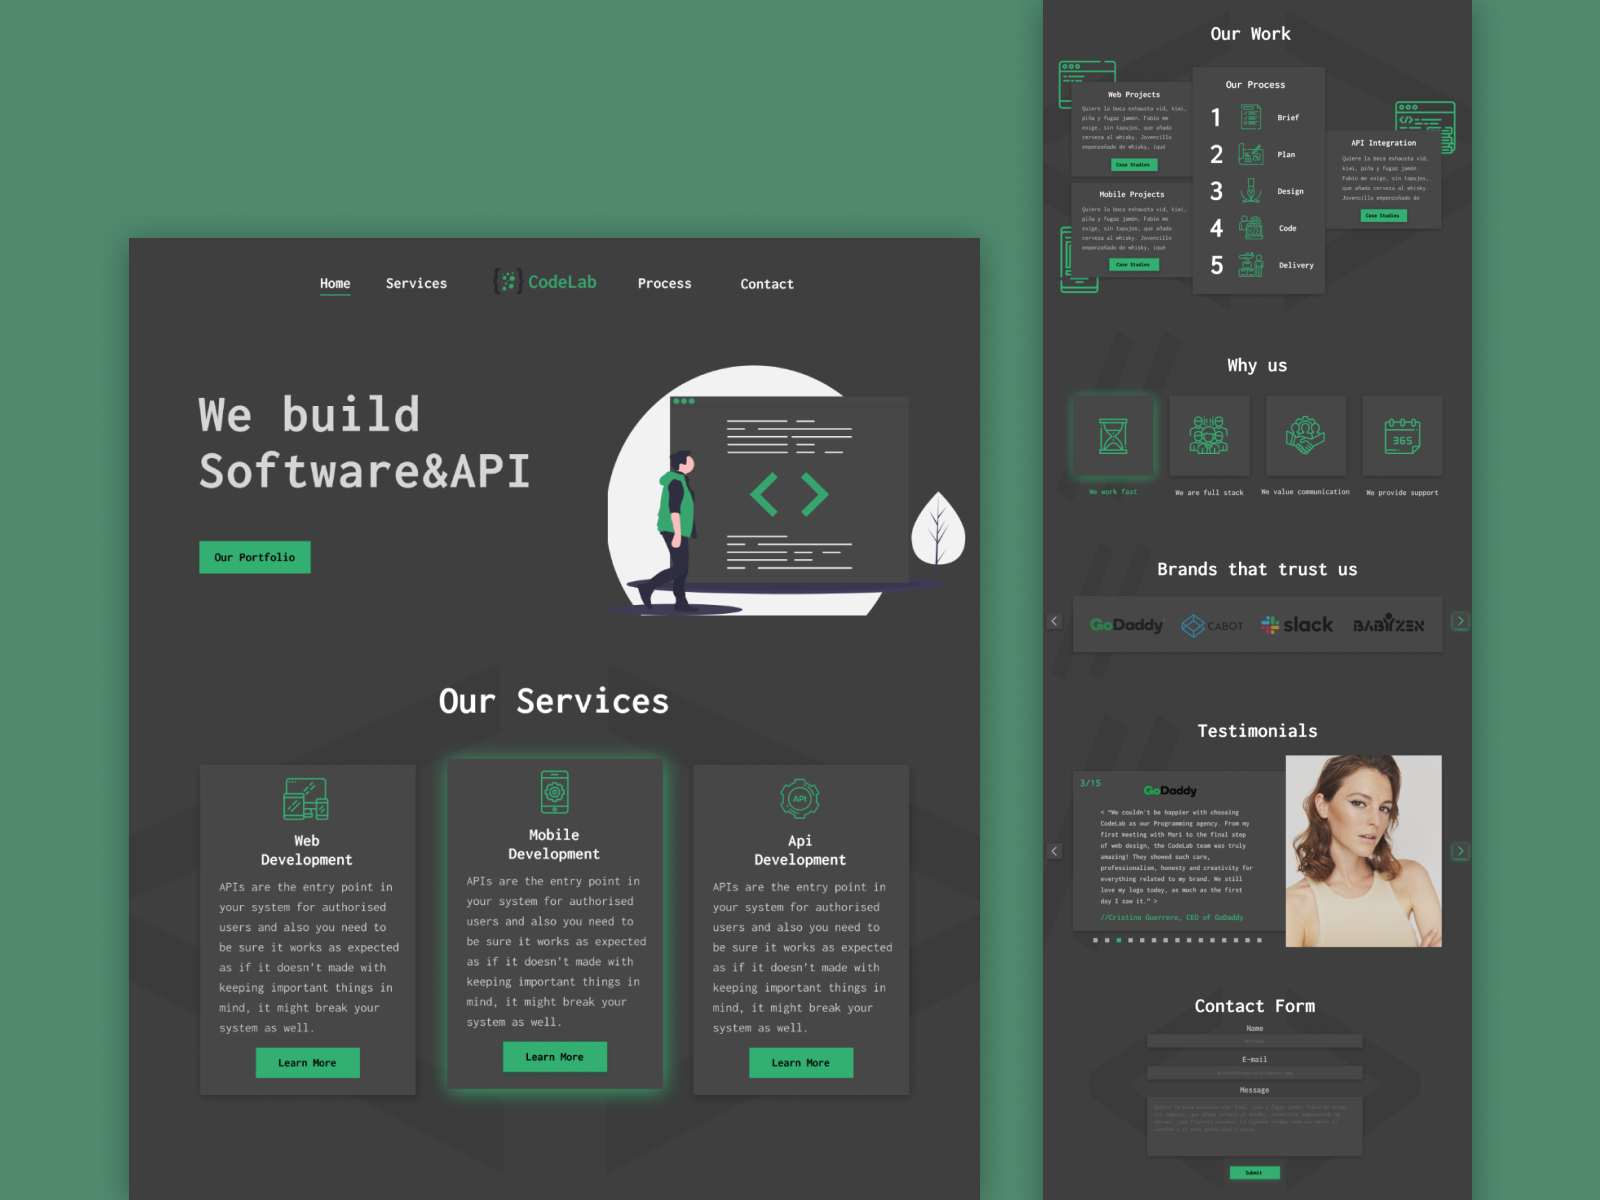 Home
Services
CodeLab
Process
Contact
We build
Software&API
Our Portfolio
Our Services
Web
Development
APIs are the entry point in
your system for authorised
users and also you need to
be sure it works as expected
as if it doesn't made with
keeping important things in
mind, it might break your
system as well.
Learn More
Mobile
Development
APIs are the entry point in
your system for authorised
users and also you need to
be sure it works as expected
as if it doesn't made with
keeping important things in
mind, it might break your
system as well.
Learn More
API
Api
Development
APIs are the entry point in
your system for authorised
users and also you need to
be sure it works as expected
as if it doesn't made with
keeping important things in
mind, it might break your
system as well.
Learn More
Our Work
Web Projects
Quiere la boca exhausta vid, kiwi,
piña y fugaz jamón. Fabio me
exige, sin tapujos, que añado
cerveza al whisky. Jovencillo
emponzoñado de whisky, ¡qué
Case Studies
Mobile Projects
Quiere la boca exhausta vid, kiwi,
piña y fugaz jamón. Fabio me
exige, sin tapujos, que añado
cerveza al whisky. Jovencillo
emponzoñado de whisky, ¡qué
Case Studies
Our Process
1 Brief
2 Plan
3 Design
4 Code
5 Delivery
API Integration
Quiere la boca exhausta vid,
kiwi, piña y fugaz jamón.
Fabio me exige, sin tapujos,
que añada cerveza al whisky.
Jovencillo emponzoñado de
Case Studies
Why us
365
We work fast
We are full stack
We value communication
We provide support
Brands that trust us
GoDaddy
CABOT
slack
BABYZEN
Testimonials
3/15
GoDaddy
< "We couldn't be happier with choosing
CodeLab as our Programming agency. From my
first meeting with Mari to the final step
of web design, the CodeLab team was truly
amazing! They showed such care,
professionalism, honesty and creativity for
everything related to my brand. We still
love my logo today, as much as the first
day I saw it." >
//Cristina Guerrero, CEO of GoDaddy
Contact Form
Name
E-mail
Message
Submit